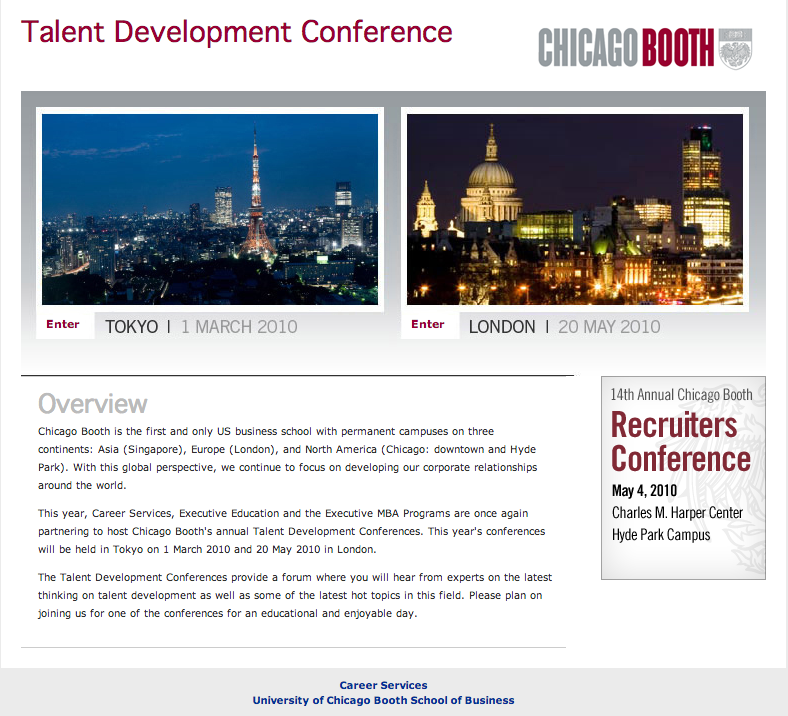 Talent Development Conference
CHICAGO BOOTH
Enter
TOKYO | 1 MARCH 2010
Enter
LONDON | 20 MAY 2010
Overview
Chicago Booth is the first and only US business school with permanent campuses on three
continents: Asia (Singapore), Europe (London), and North America (Chicago: downtown and Hyde
Park). With this global perspective, we continue to focus on developing our corporate relationships
around the world.
This year, Career Services, Executive Education and the Executive MBA Programs are once again
partnering to host Chicago Booth's annual Talent Development Conferences. This year's conferences
will be held in Tokyo on 1 March 2010 and 20 May 2010 in London.
The Talent Development Conferences provide a forum where you will hear from experts on the latest
thinking on talent development as well as some of the latest hot topics in this field. Please plan on
joining us for one of the conferences for an educational and enjoyable day.
14th Annual Chicago Booth
Recruiters
Conference
May 4, 2010
Charles M. Harper Center
Hyde Park Campus
Career Services
University of Chicago Booth School of Business